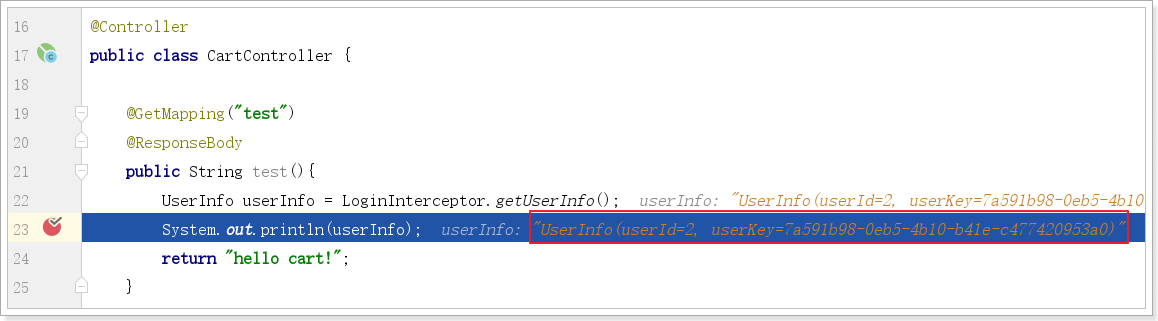 16 @Controller
17 public class CartController {
18
19 @GetMapping("test")
20 @ResponseBody
21 public String test(){
22 UserInfo userInfo = LoginInterceptor.getUserInfo(); userInfo: "UserInfo(userId=2, userKey=7a591b98-0eb5-4b10
23 System.out.println(userInfo); userInfo: "UserInfo(userId=2, userKey=7a591b98-0eb5-4b10-b41e-c477420953a0)"
24 return "hello cart!";
25 }